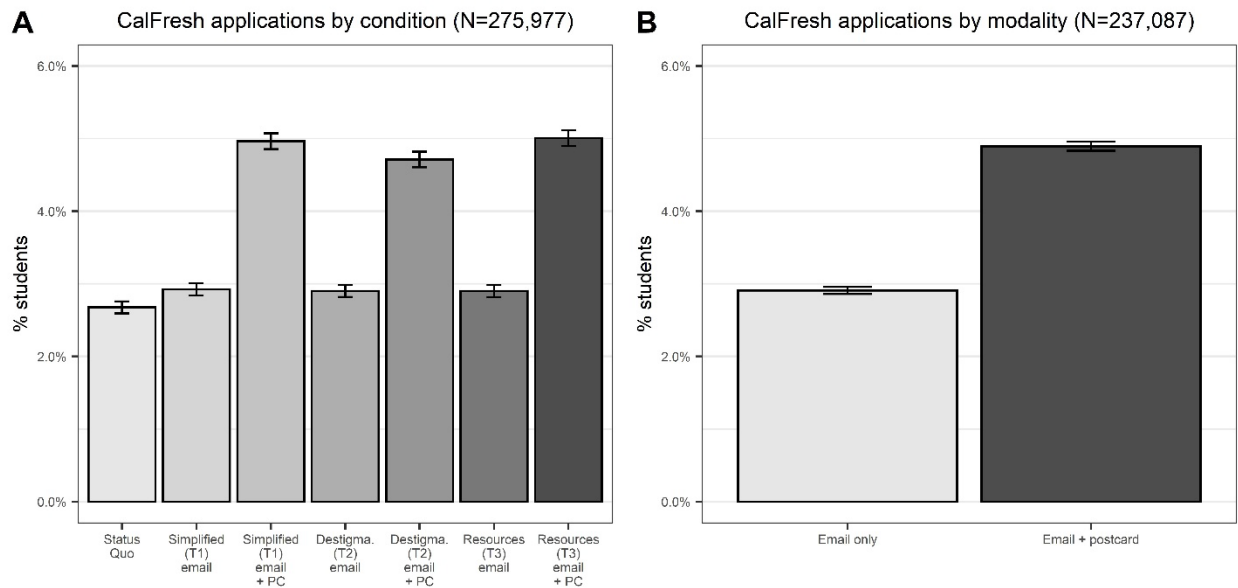 A
CalFresh applications by condition (N=275,977)
6.0%
4.0%
2.0%
0.0%
% students
Status
Quo
Simplified
(T1)
email
Simplified
(T1)
email
+ PC
Destigma.
(T2)
email
Destigma.
(T2)
email
+ PC
Resources
(T3)
email
Resources
(T3)
email
+ PC
B
CalFresh applications by modality (N=237,087)
6.0%
4.0%
2.0%
0.0%
% students
Email only
Email + postcard